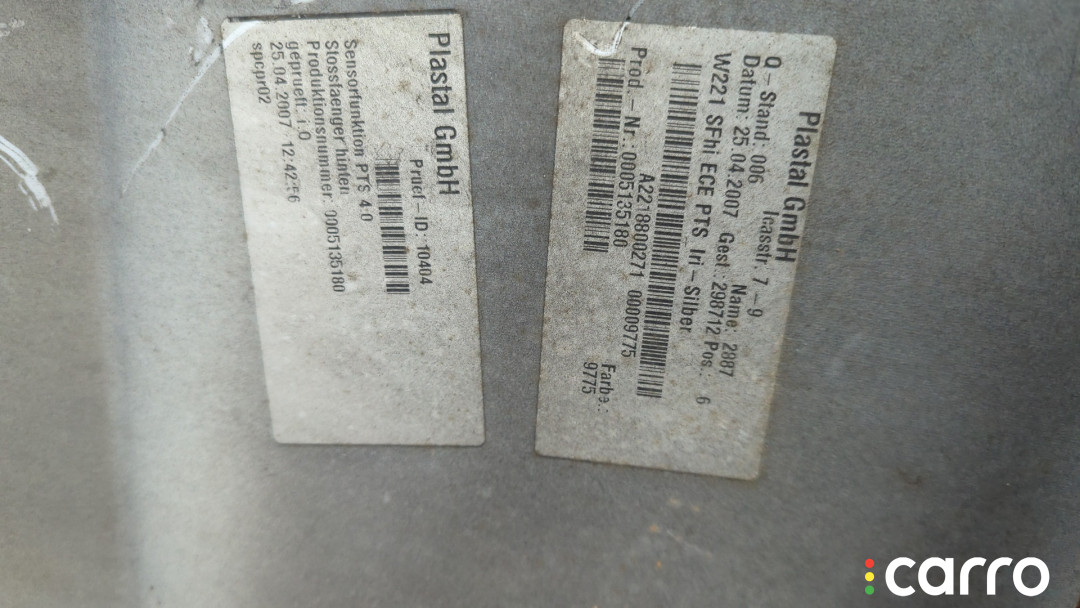 Plastal GmbH
Pruef-ID: 10404
Sensorfunktion PTS 4.0
Stossfaenger hinten
Produktionsnummer: 0005135180
geprueft: i.O
25.04.2007 12:42:56
spcpr02
Plastal GmbH
Icasstr. 7-9
Q-Stand: 006 Name: 2887
Datum: 25.04.2007 Gest.: 298712 Pos.: 6
W221 SFhi ECE PTS Iri-Silber
A2218800271 00009775
Prod.-Nr.: 0005135180
Farbe.:
9775
carro